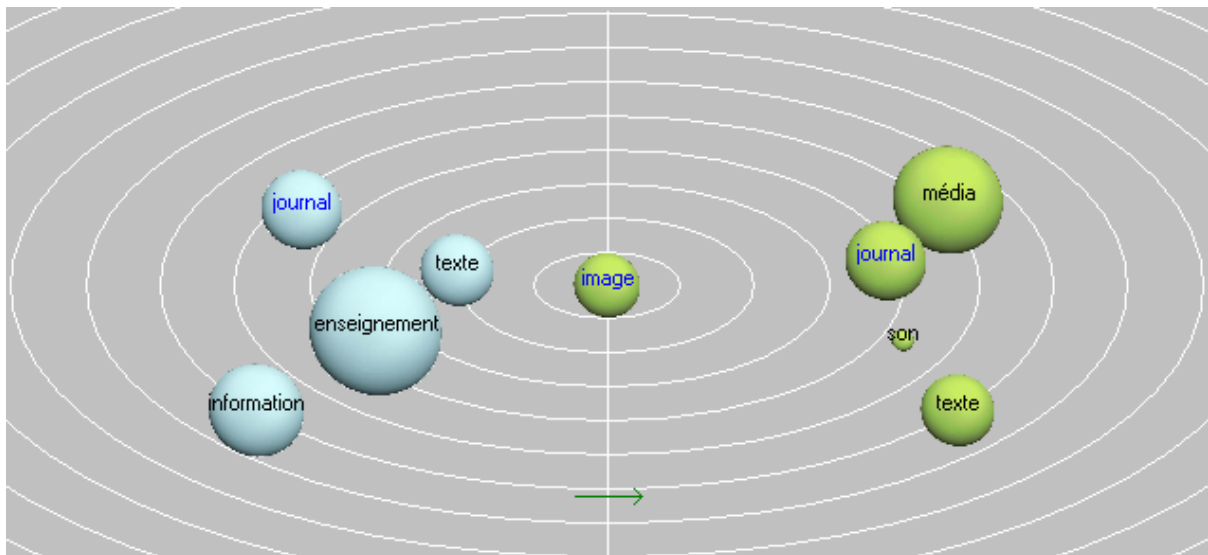 média
journal
journal
texte
image
enseignement
son
information
texte